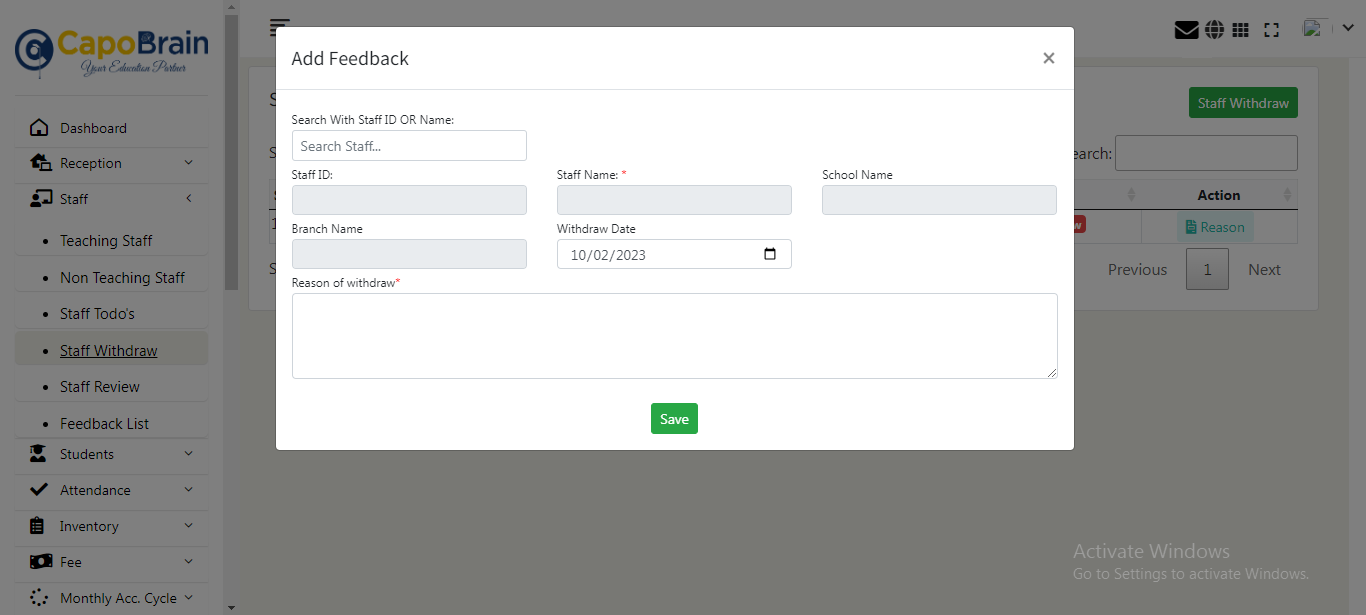 CapoBrain
Your Education Partner
Dashboard
Reception
Staff
Teaching Staff
Non Teaching Staff
Staff Todo's
Staff Withdraw
Staff Review
Feedback List
Students
Attendance
Inventory
Fee
Monthly Acc. Cycle
Add Feedback
×
Search With Staff ID OR Name:
Search Staff...
Staff ID:
Staff Name: *
School Name
Branch Name
Withdraw Date
10/02/2023
Reason of withdraw*
Save
Staff Withdraw
earch:
Action
w
Reason
Previous
1
Next
Activate Windows
Go to Settings to activate Windows.